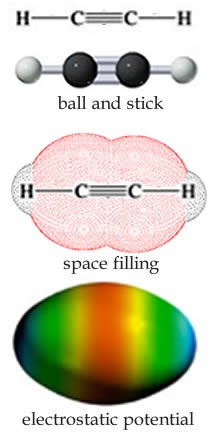 H—C≡C—H
ball and stick
H—C≡C—H
space filling
electrostatic potential